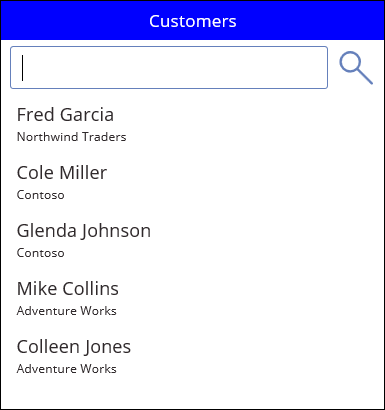 Customers
Fred Garcia
Northwind Traders
Cole Miller
Contoso
Glenda Johnson
Contoso
Mike Collins
Adventure Works
Colleen Jones
Adventure Works